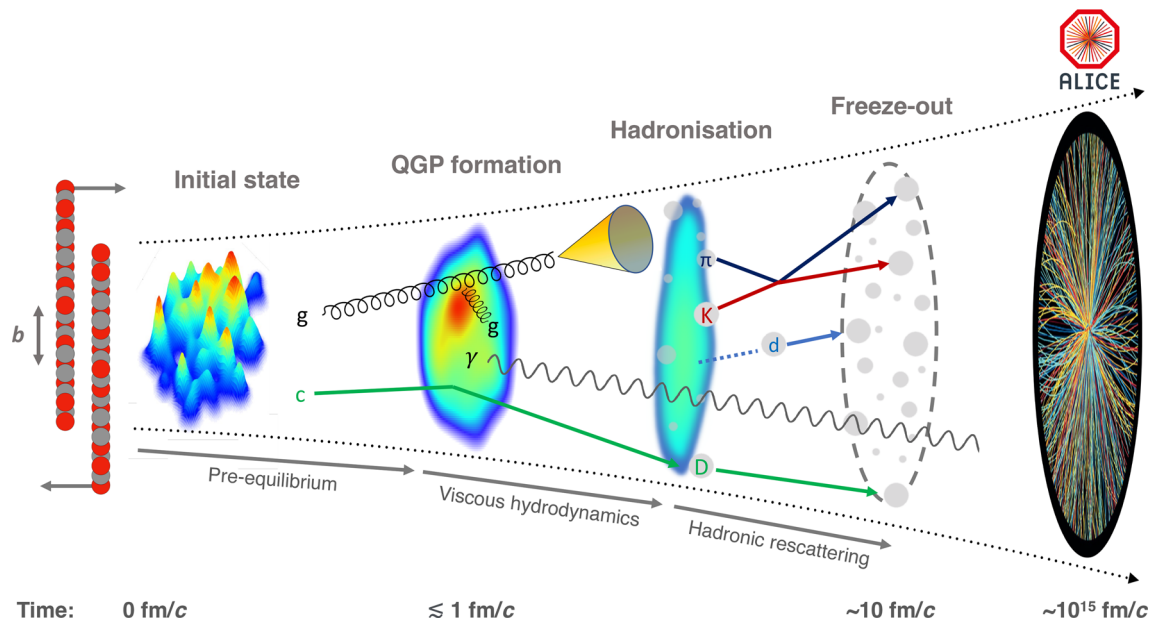 ALICE
Freeze-out
Hadronisation
QGP formation
Initial state
b
g
g
γ
c
π
K
d
D
Pre-equilibrium
Viscous hydrodynamics
Hadronic rescattering
Time: 0 fm/c ≲ 1 fm/c ~10 fm/c ~10¹⁵ fm/c